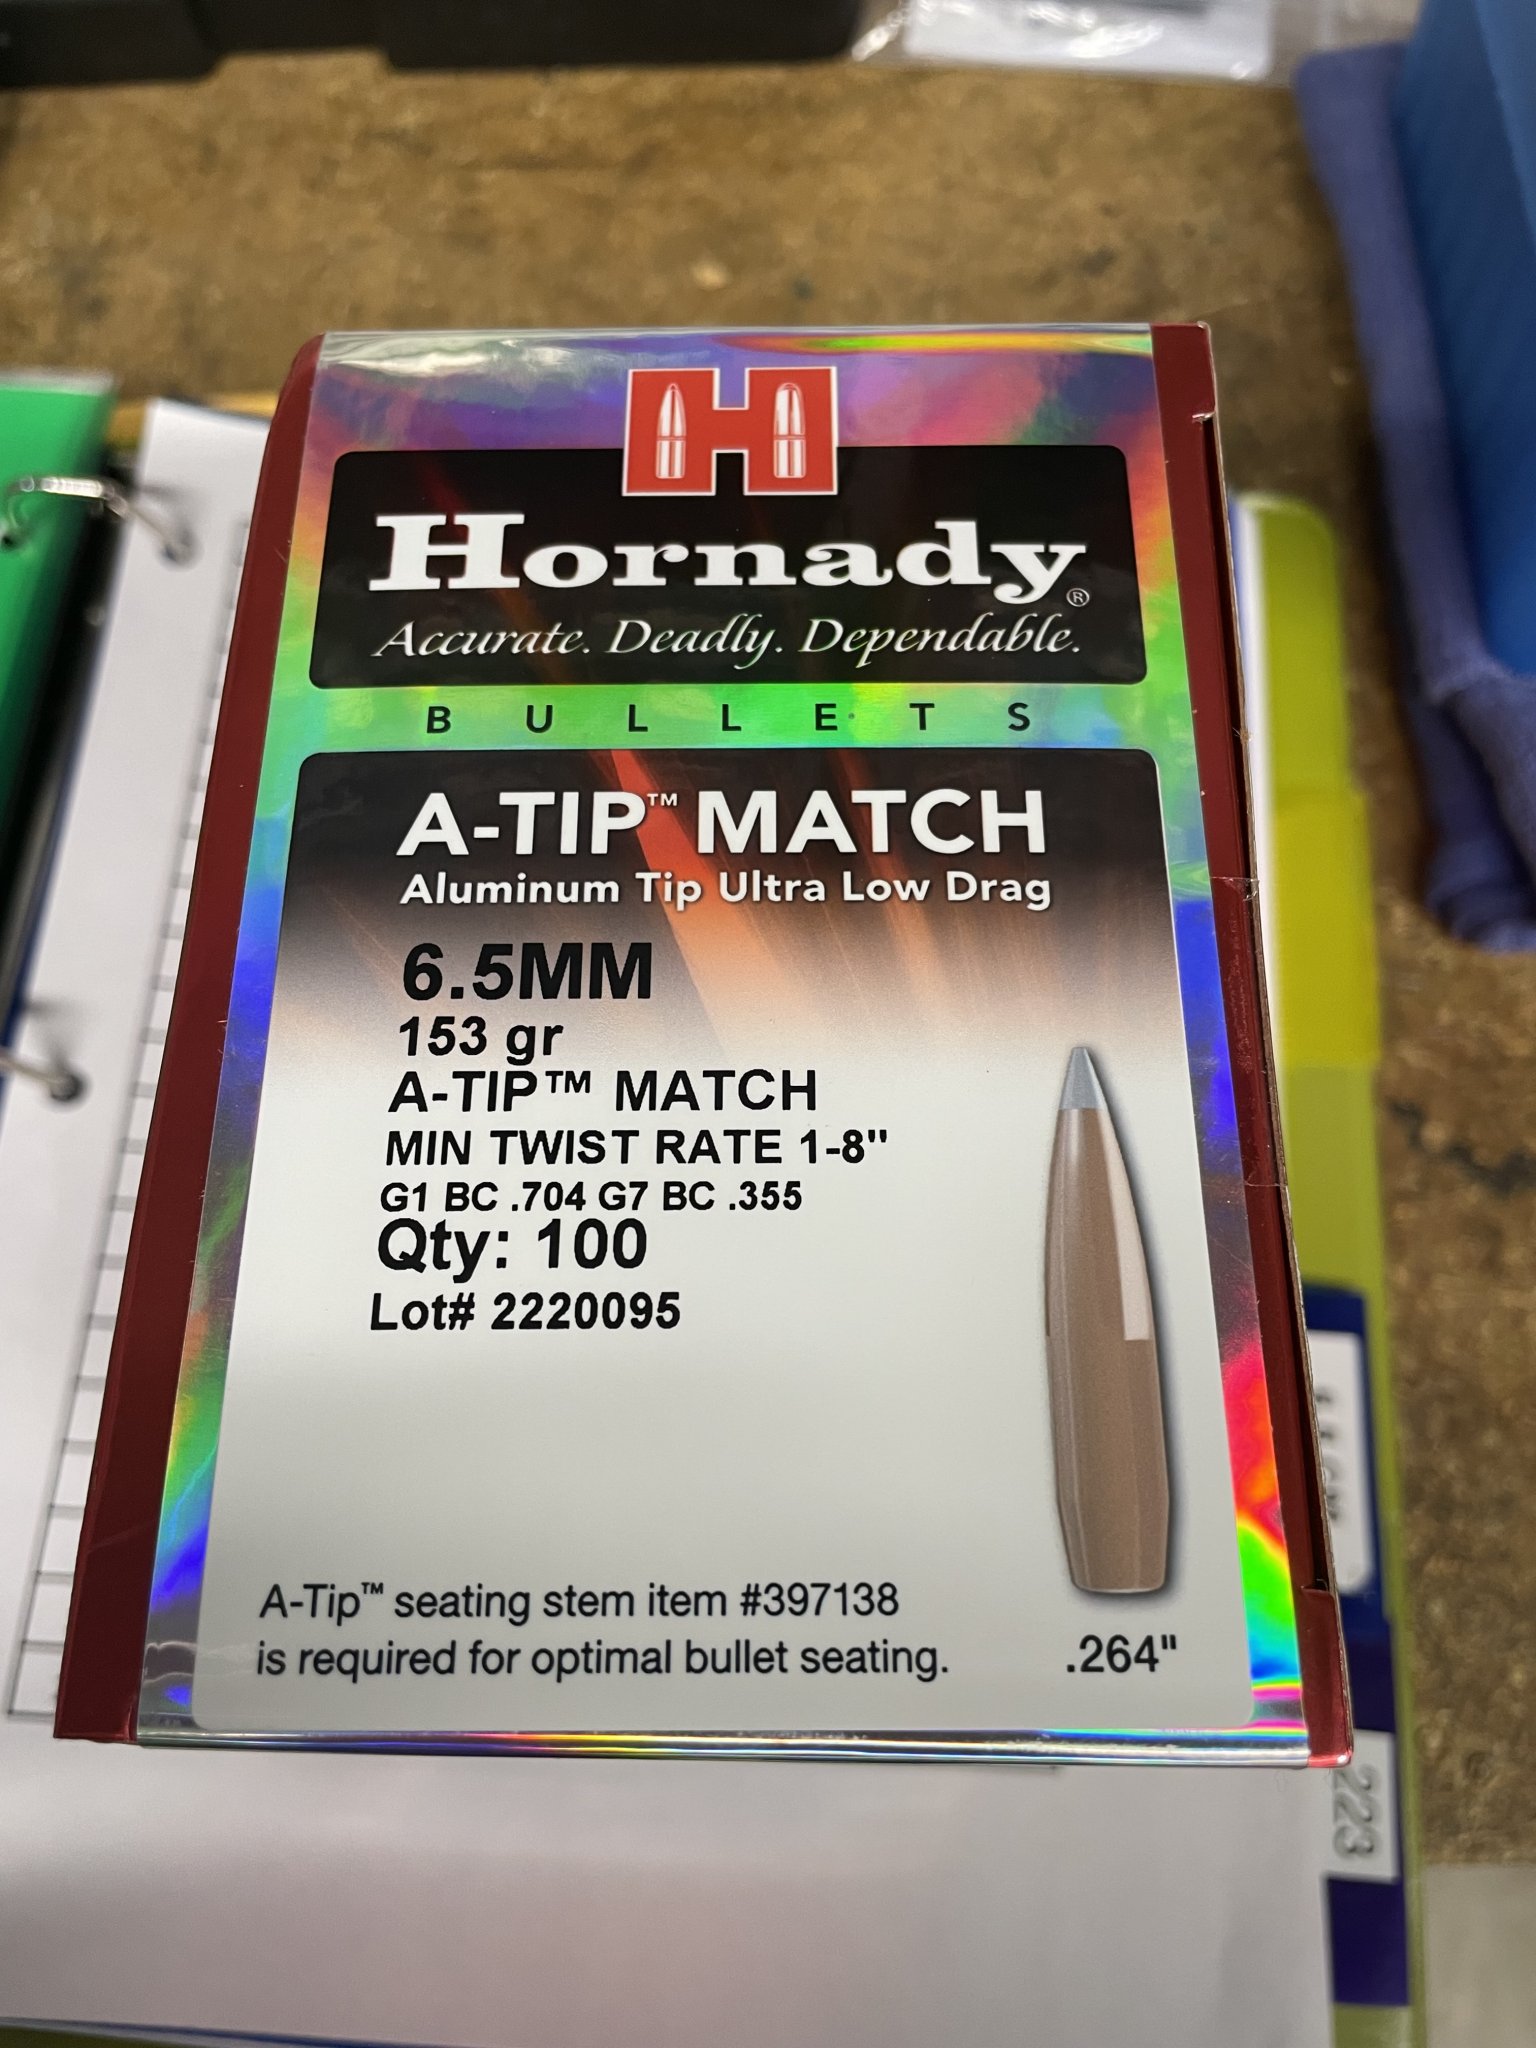 Hornady®
Accurate. Deadly. Dependable.
BULLETS
A-TIP™ MATCH
Aluminum Tip Ultra Low Drag
6.5MM
153 gr
A-TIP™ MATCH
MIN TWIST RATE 1-8"
G1 BC .704 G7 BC .355
Qty: 100
Lot# 2220095
A-Tip™ seating stem item #397138
is required for optimal bullet seating.
.264"
223